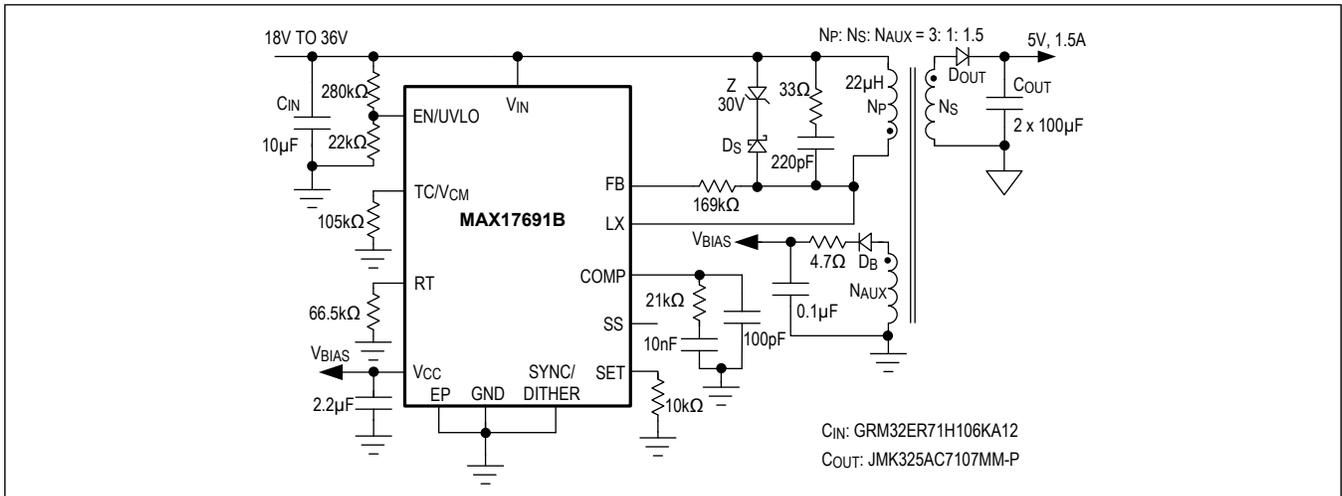 NP: NS: NAUX = 3: 1: 1.5
18V TO 36V
5V, 1.5A
DOUT
280kΩ
CIN
10µF
22kΩ
EN/UVLO
VIN
Z
30V
33Ω
22µH
NP
NS
COUT
2 x 100µF
DS
220pF
TC/VCM
FB
169kΩ
105kΩ
MAX17691B
LX
VBIAS
4.7Ω
DB
NAUX
0.1µF
RT
COMP
66.5kΩ
21kΩ
SS
10nF
100pF
VBIAS
VCC
SYNC/
DITHER
SET
2.2µF
EP
GND
10kΩ
CIN: GRM32ER71H106KA12
COUT: JMK325AC7107MM-P